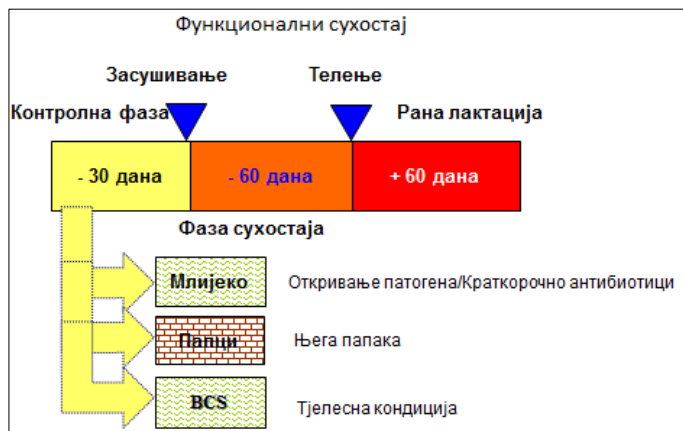 Функционални сухостај
Засушивање Телење
Контролна фаза Рана лактација
- 30 дана - 60 дана + 60 дана
Фаза сухостаја
Млијеко Откривање патогена/Краткорочно антибиотици
Папци Његa папака
BCS Тјелесна кондиција